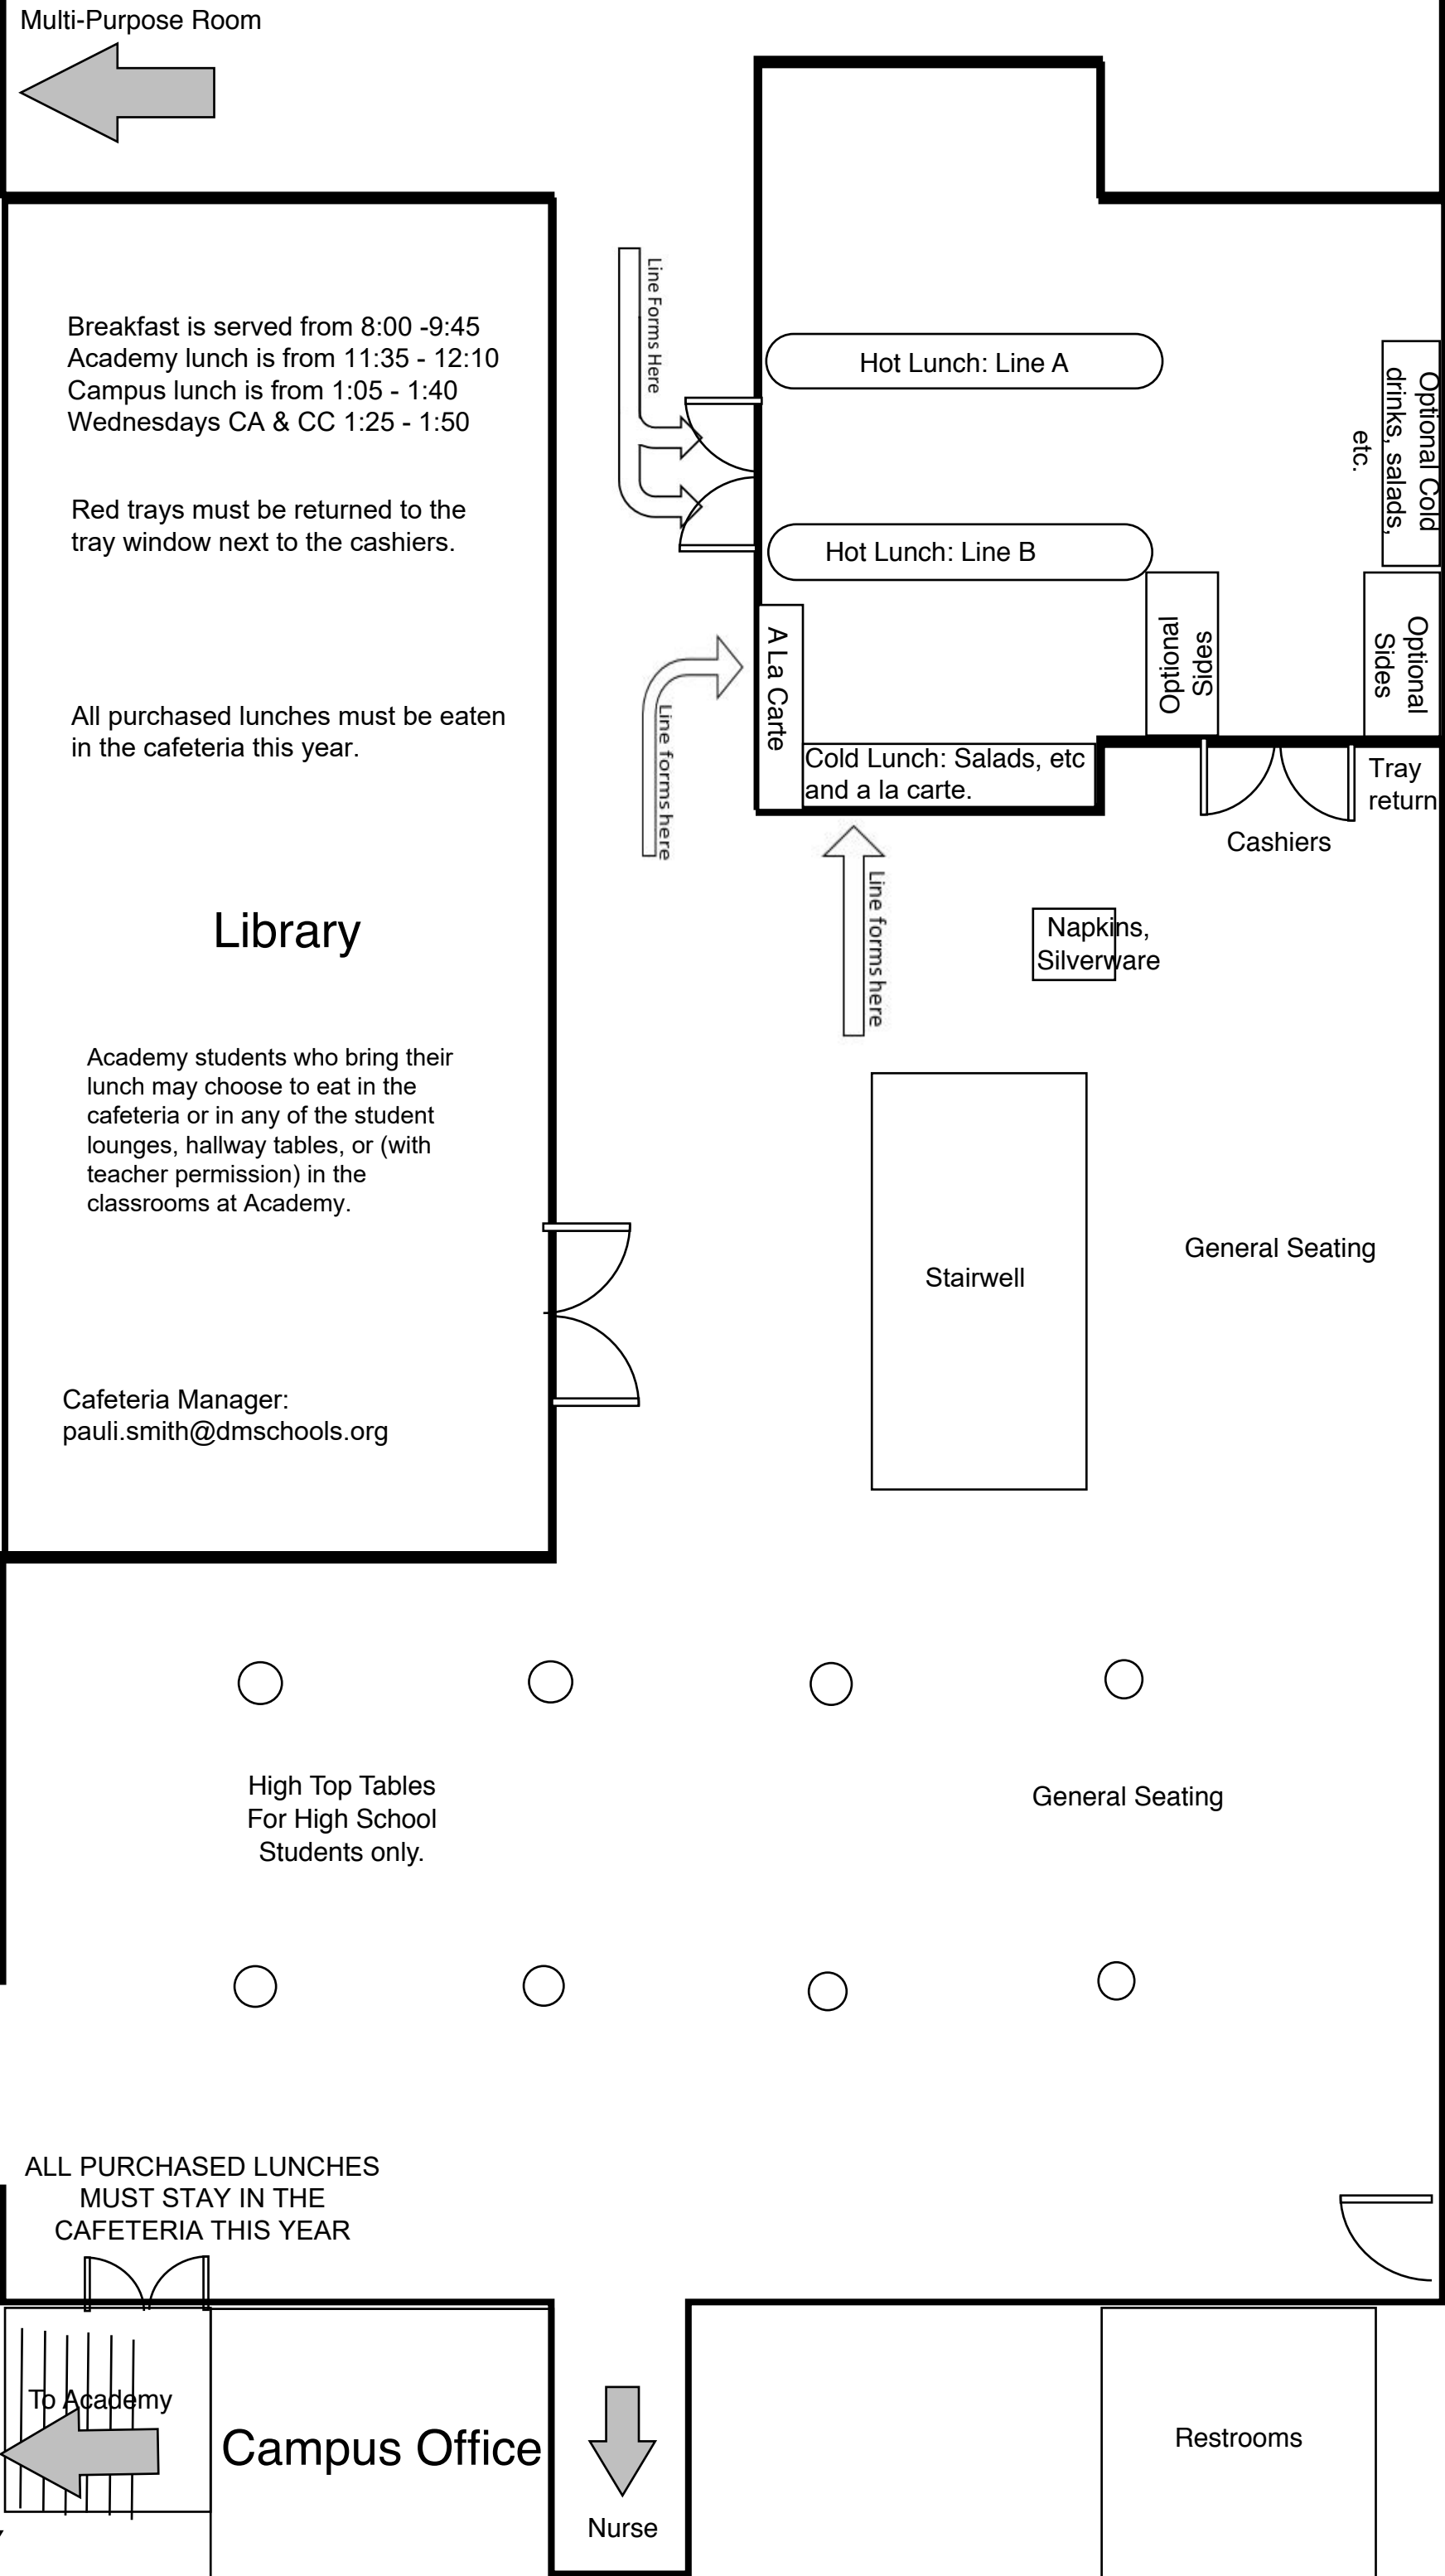 Multi-Purpose Room
Breakfast is served from 8:00 -9:45
Academy lunch is from 11:35 - 12:10
Campus lunch is from 1:05 - 1:40
Wednesdays CA & CC 1:25 - 1:50
Red trays must be returned to the
tray window next to the cashiers.
All purchased lunches must be eaten
in the cafeteria this year.
Library
Academy students who bring their
lunch may choose to eat in the
cafeteria or in any of the student
lounges, hallway tables, or (with
teacher permission) in the
classrooms at Academy.
Cafeteria Manager:
pauli.smith@dmschools.org
Line Forms Here
Hot Lunch: Line A
Hot Lunch: Line B
Optional Cold
drinks, salads,
etc.
Optional
Sides
Optional
Sides
A La Carte
Line forms here
Cold Lunch: Salads, etc
and a la carte.
Tray
return
Cashiers
Line forms here
Napkins,
Silverware
Stairwell
General Seating
High Top Tables
For High School
Students only.
General Seating
ALL PURCHASED LUNCHES
MUST STAY IN THE
CAFETERIA THIS YEAR
To Academy
Campus Office
Nurse
Restrooms